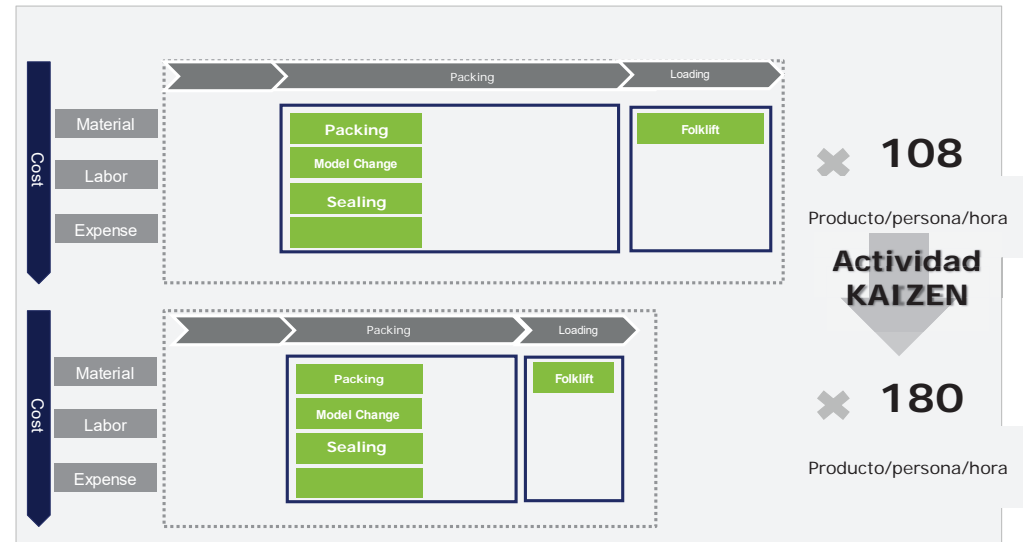 Packing
Loading
Cost
Material
Labor
Expense
Packing
Model Change
Sealing
Folklift
108
Producto/persona/hora
Actividad
KAIZEN
Packing
Loading
Cost
Material
Labor
Expense
Packing
Model Change
Sealing
Folklift
180
Producto/persona/hora